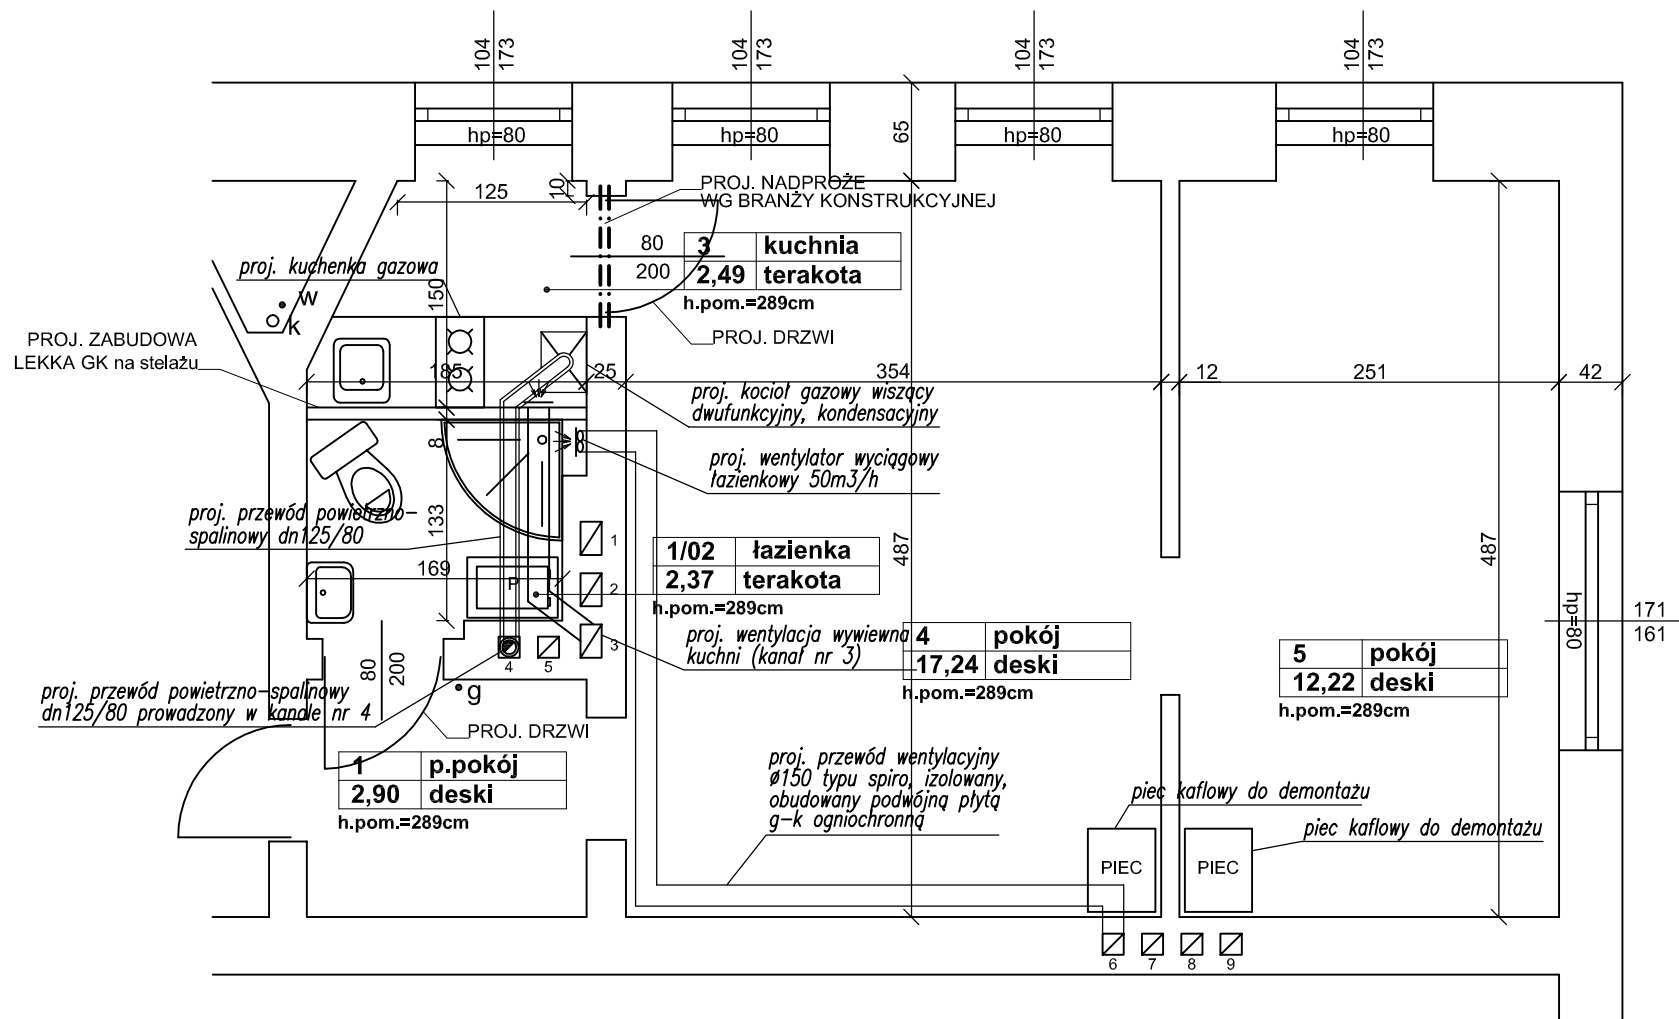 104
173
104
173
104
173
104
173
hp=80
hp=80
hp=80
hp=80
65
10
125
PROJ. NADPROŻE
WG BRANŻY KONSTRUKCYJNEJ
80
200
3 kuchnia
2,49 terakota
h.pom.=289cm
proj. kuchenka gazowa
150
w
k
PROJ. DRZWI
PROJ. ZABUDOWA
LEKKA GK na stelażu
185
25
354
12
251
42
proj. kocioł gazowy wiszący
dwufunkcyjny, kondensacyjny
8
proj. wentylator wyciągowy
łazienkowy 50m3/h
proj. przewód powietrzno-
spalinowy dn125/80
133
487
487
1
1/02 łazienka
2,37 terakota
h.pom.=289cm
169
P
2
hp=80
171
161
proj. wentylacja wywiewna
kuchni (kanał nr 3)
3
4
5
4 pokój
17,24 deski
h.pom.=289cm
5 pokój
12,22 deski
h.pom.=289cm
80
200
g
proj. przewód powietrzno-spalinowy
dn125/80 prowadzony w kanale nr 4
PROJ. DRZWI
1 p.pokój
2,90 deski
h.pom.=289cm
proj. przewód wentylacyjny
ø150 typu spiro, izolowany,
obudowany podwójną płytą
g-k ogniochronną
piec kaflowy do demontażu
piec kaflowy do demontażu
PIEC
PIEC
6
7
8
9